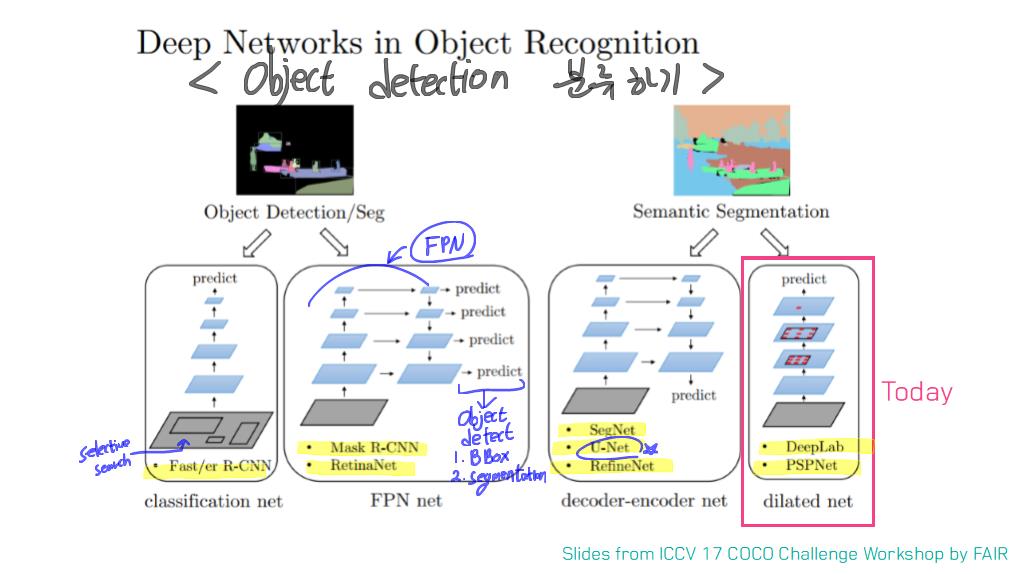 Deep Networks in Object Recognition
< Object detection 분류하기 >
Object Detection/Seg
Semantic Segmentation
FPN
predict
predict
predict
predict
predict
predict
predict
Today
Object
detect
1. BBox
2. segmentation
selective
search
• Fast/er R-CNN
• Mask R-CNN
• RetinaNet
• SegNet
• U-Net
• RefineNet
• DeepLab
• PSPNet
classification net
FPN net
decoder-encoder net
dilated net
Slides from ICCV 17 COCO Challenge Workshop by FAIR